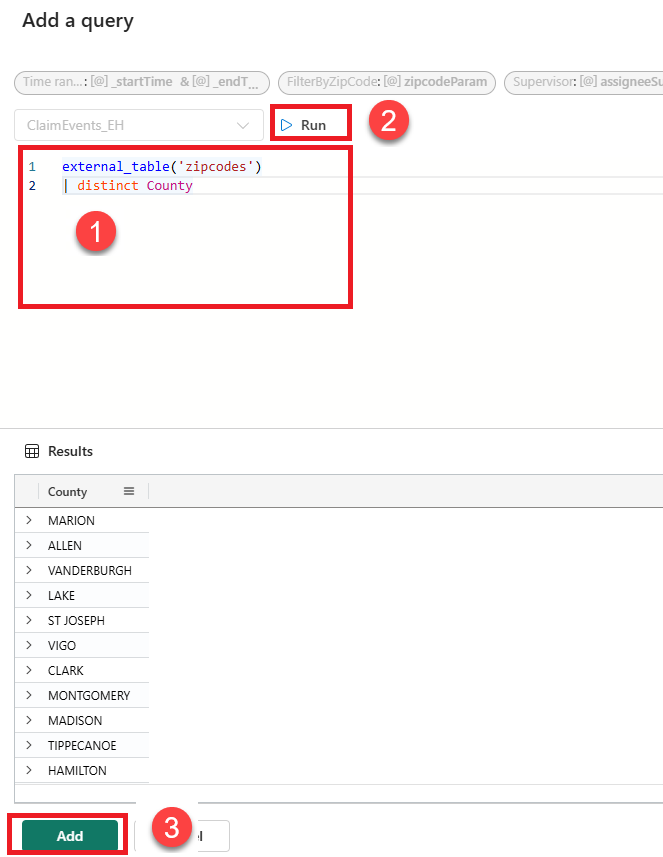 Add a query
Time ran...: [@] _startTime & [@] _endT... FilterByZipCode: [@] zipcodeParam Supervisor: [@] assigneeSu
ClaimEvents_EH Run 2
1 external_table('zipcodes')
2 | distinct County
1
Results
County
MARION
ALLEN
VANDERBURGH
LAKE
ST JOSEPH
VIGO
CLARK
MONTGOMERY
MADISON
TIPPECANOE
HAMILTON
Add 3